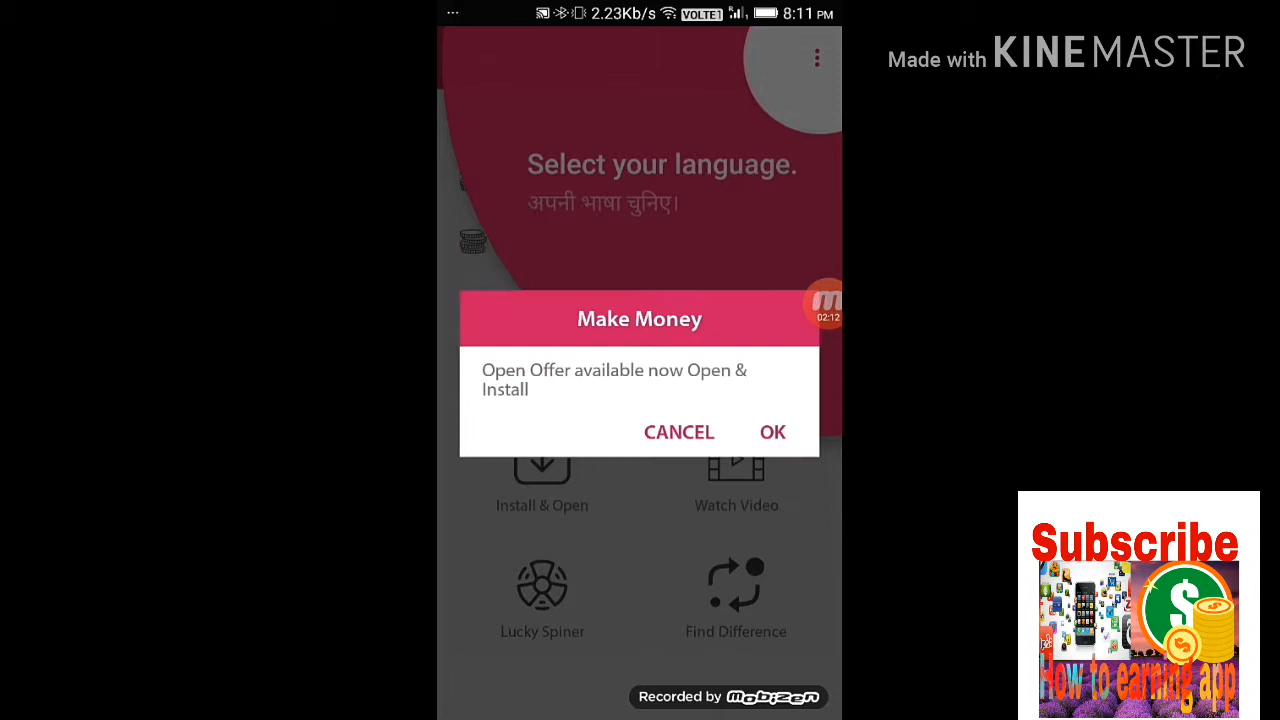 ... 2.23Kb/s VOLTE1 R 1 8:11 PM
Made with KINEMASTER
Select your language.
अपनी भाषा चुनिए।
02:12
Make Money
Open Offer available now Open &
Install
CANCEL OK
Install & Open Watch Video
Lucky Spiner Find Difference
Recorded by mobizen
Subscribe
$
How to earning app